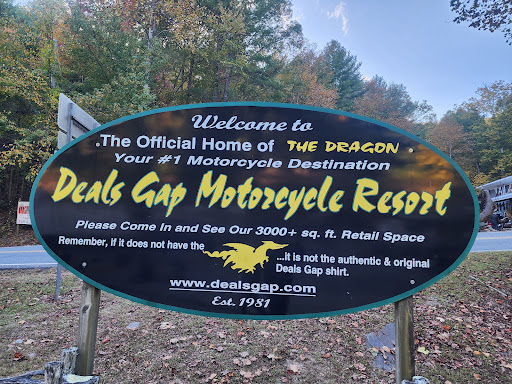 Welcome to
The Official Home of THE DRAGON
Your #1 Motorcycle Destination
Deals Gap Motorcycle Resort
Please Come In and See Our 3000+ sq. ft. Retail Space
Remember, If it does not have the
...it is not the authentic & original
Deals Gap shirt.
www.dealsgap.com
Est. 1981